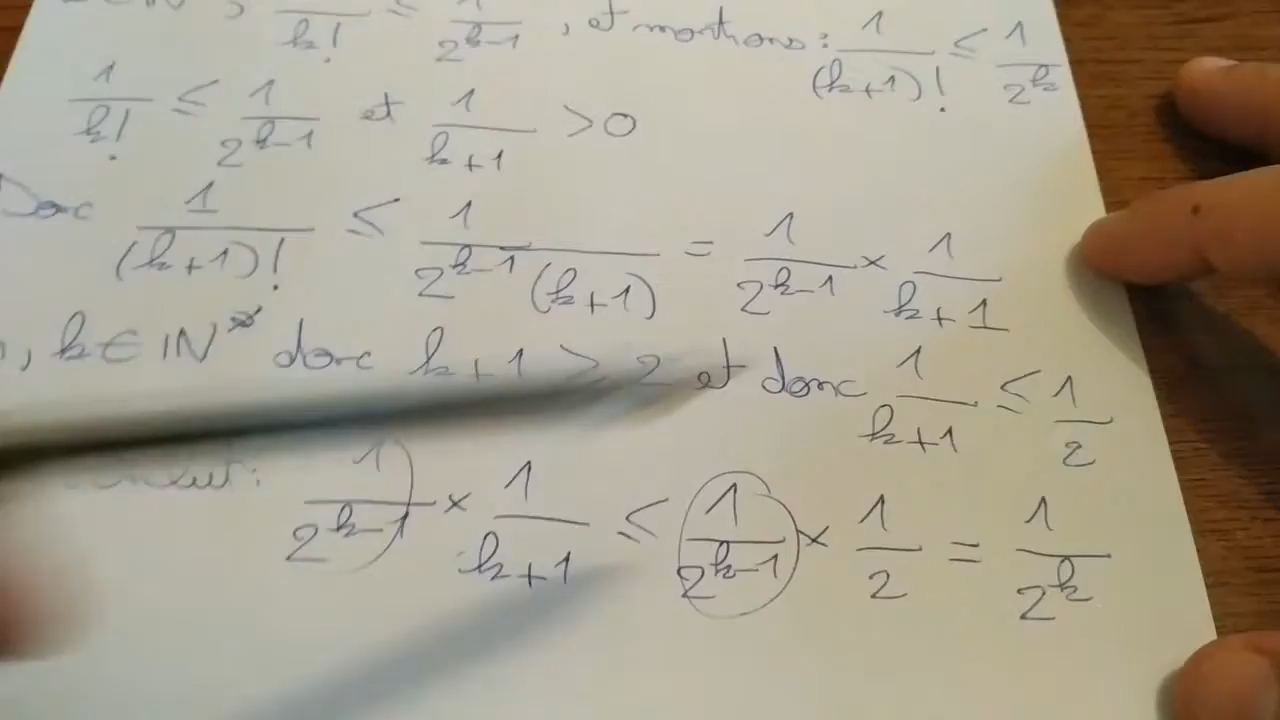 ∈ ℕ, 1/k! ≤ 1/2^(k-1), et montrons : 1/(k+1)! ≤ 1/2^k
1/k! ≤ 1/2^(k-1) et 1/(k+1) > 0
Donc 1/(k+1)! ≤ 1/(2^(k-1) (k+1)) = 1/2^(k-1) × 1/(k+1)
, k ∈ ℕ* donc k+1 ≥ 2 et donc 1/(k+1) ≤ 1/2
1/2^(k-1) × 1/(k+1) ≤ 1/2^(k-1) × 1/2 = 1/2^k